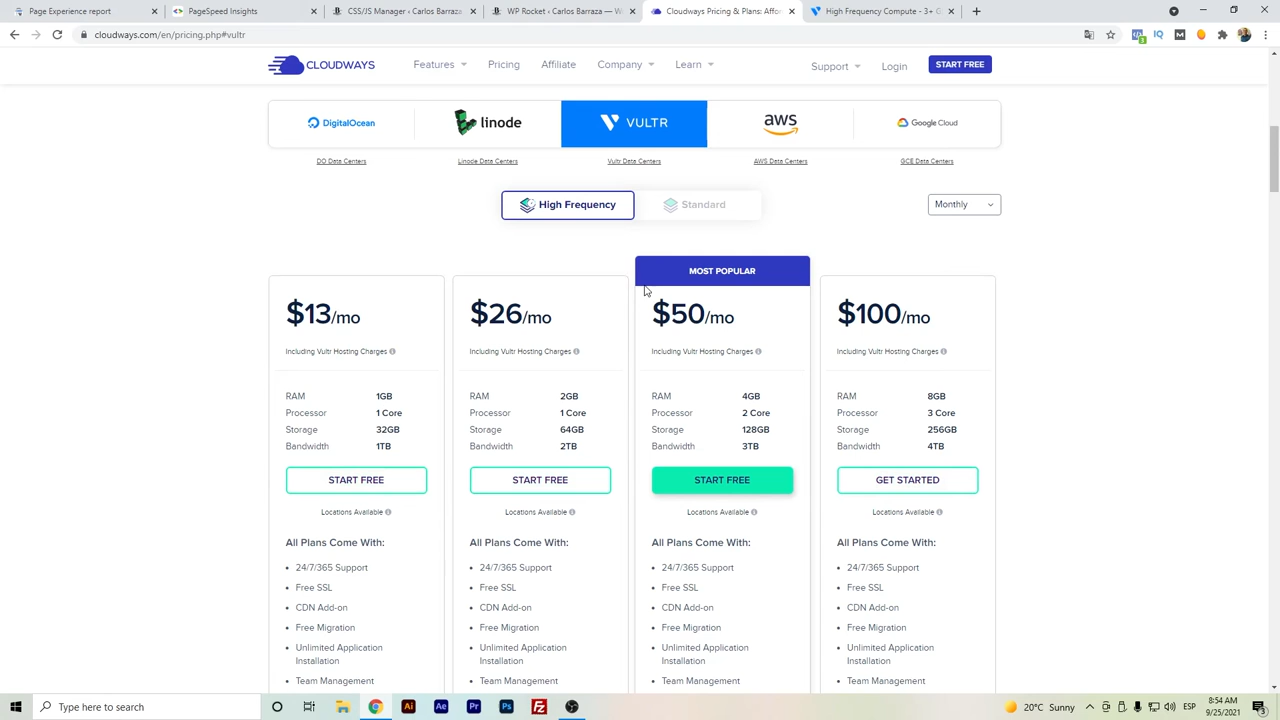 Page Experience report
PageSpeed Insights
CSS/JS Manager ‹ Carlos Barraza
WP Rocket ‹ Carlos Barraza — W
Cloudways Pricing & Plans: Affor
High Frequency Compute - 3+ G
cloudways.com/en/pricing.php#vultr
CLOUDWAYS
Features
Pricing
Affiliate
Company
Learn
Support
Login
START FREE
DigitalOcean
linode
VULTR
aws
Google Cloud
DO Data Centers
Linode Data Centers
Vultr Data Centers
AWS Data Centers
GCE Data Centers
High Frequency
Standard
Monthly
MOST POPULAR
$13/mo
Including Vultr Hosting Charges
RAM 1GB
Processor 1 Core
Storage 32GB
Bandwidth 1TB
START FREE
Locations Available
All Plans Come With:
24/7/365 Support
Free SSL
CDN Add-on
Free Migration
Unlimited Application
Installation
Team Management
$26/mo
Including Vultr Hosting Charges
RAM 2GB
Processor 1 Core
Storage 64GB
Bandwidth 2TB
START FREE
Locations Available
All Plans Come With:
24/7/365 Support
Free SSL
CDN Add-on
Free Migration
Unlimited Application
Installation
Team Management
$50/mo
Including Vultr Hosting Charges
RAM 4GB
Processor 2 Core
Storage 128GB
Bandwidth 3TB
START FREE
Locations Available
All Plans Come With:
24/7/365 Support
Free SSL
CDN Add-on
Free Migration
Unlimited Application
Installation
Team Management
$100/mo
Including Vultr Hosting Charges
RAM 8GB
Processor 3 Core
Storage 256GB
Bandwidth 4TB
GET STARTED
Locations Available
All Plans Come With:
24/7/365 Support
Free SSL
CDN Add-on
Free Migration
Unlimited Application
Installation
Team Management
Type here to search
Ai
Ae
Pr
Ps
Fz
20°C Sunny
ESP
8:54 AM
9/25/2021